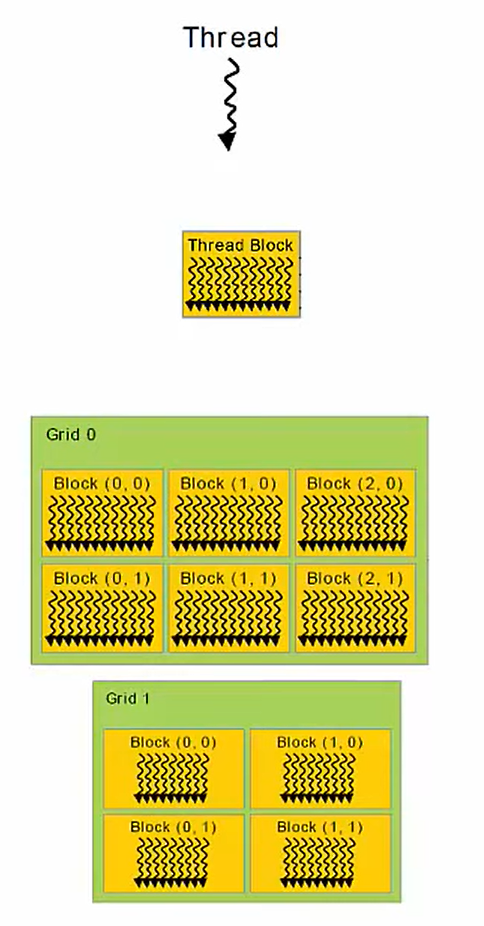 Thread
Thread Block
Grid 0
Block (0, 0)
Block (1, 0)
Block (2, 0)
Block (0, 1)
Block (1, 1)
Block (2, 1)
Grid 1
Block (0, 0)
Block (1, 0)
Block (0, 1)
Block (1, 1)